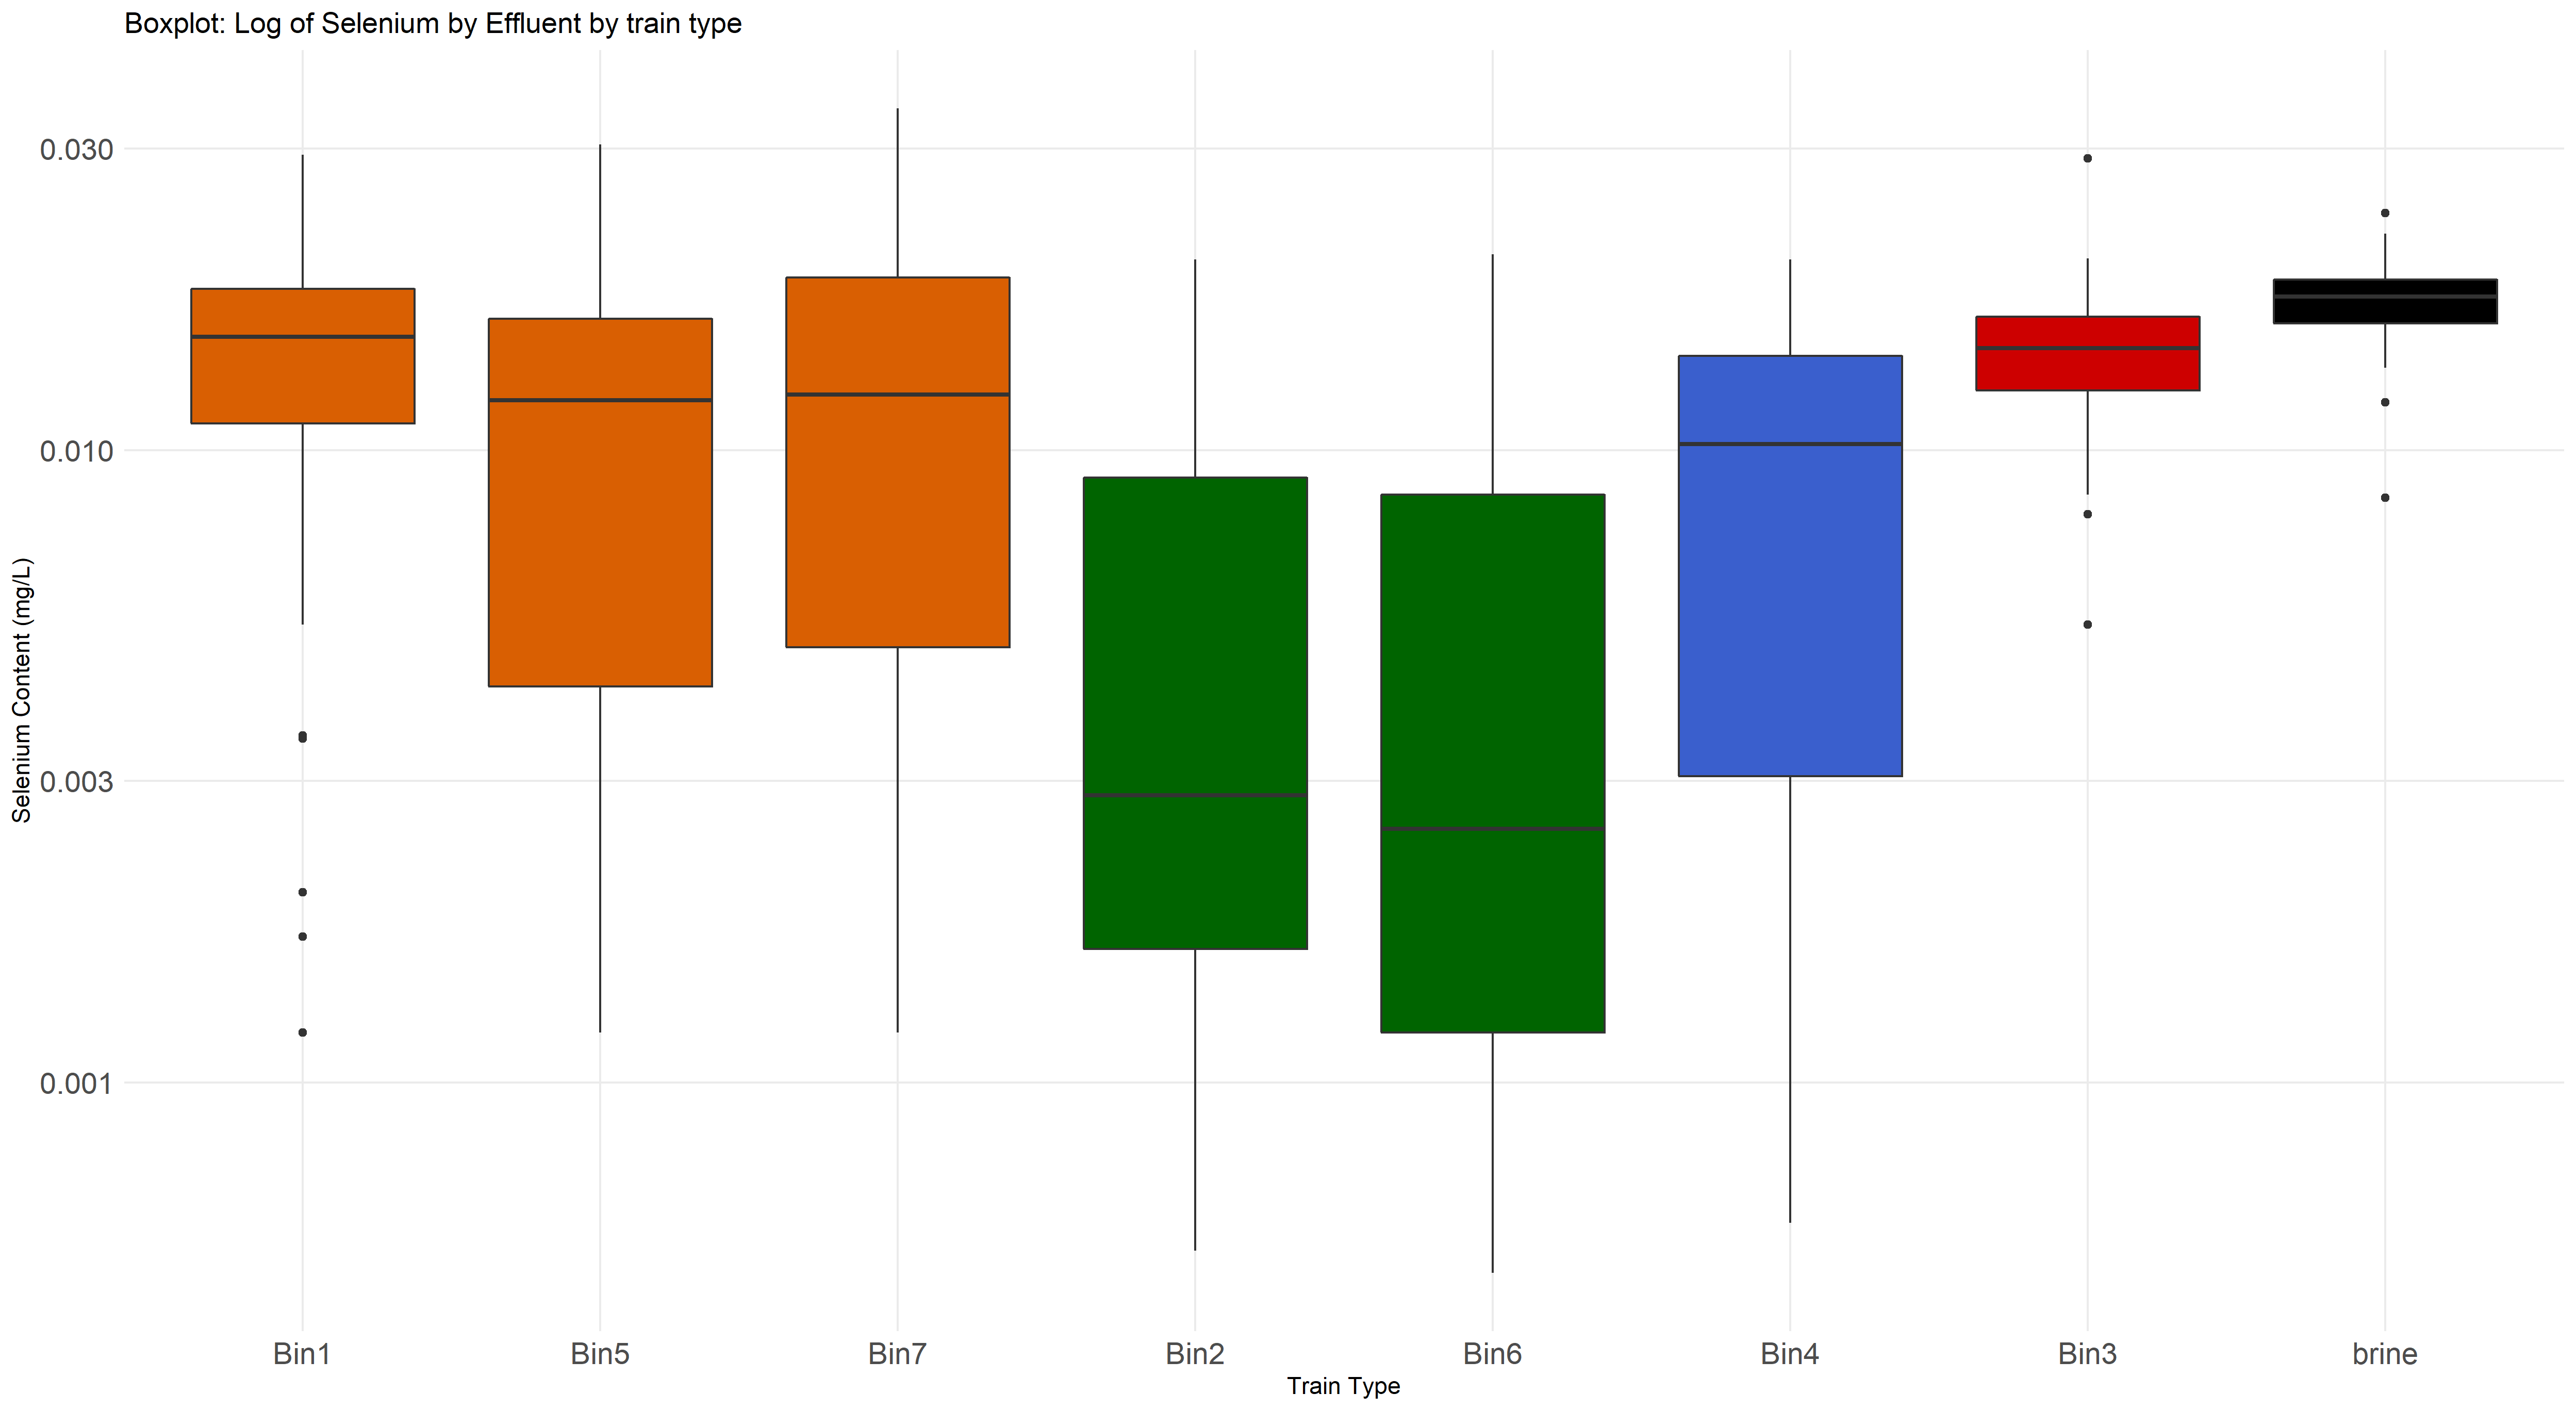 Boxplot: Log of Selenium by Effluent by train type
Selenium Content (mg/L)
0.030
0.010
0.003
0.001
Bin1 Bin5 Bin7 Bin2 Bin6 Bin4 Bin3 brine
Train Type